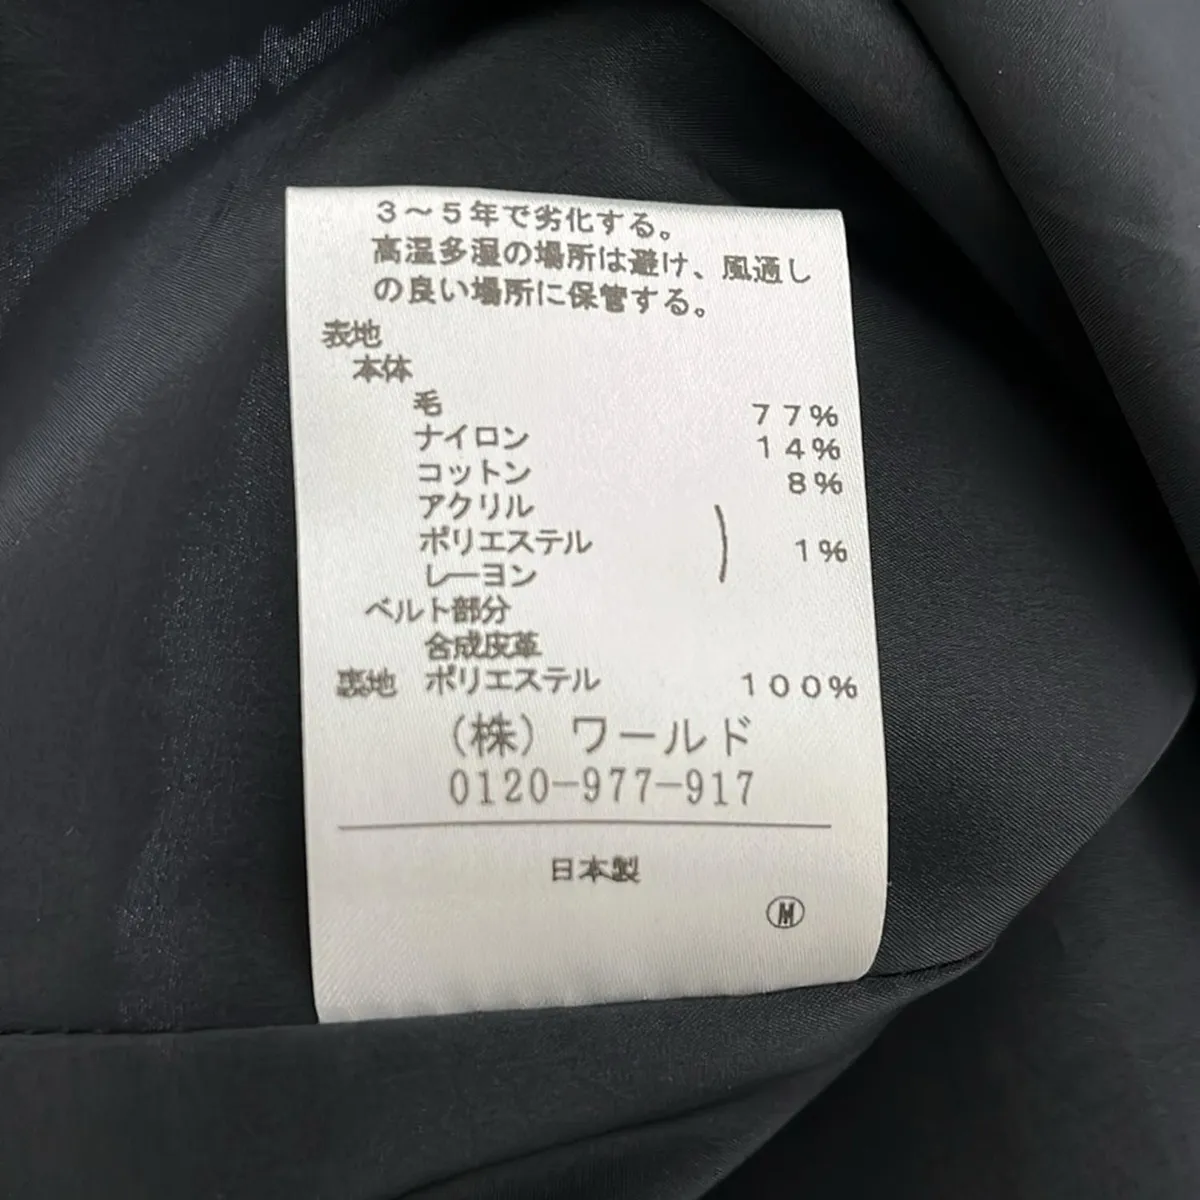 3～5年で劣化する。
高温多湿の場所は避け、風通し
の良い場所に保管する。
表地
本体
毛 77%
ナイロン 14%
コットン 8%
アクリル
ポリエステル ) 1%
レーヨン
ベルト部分
合成皮革
裏地 ポリエステル 100%
(株) ワールド
0120-977-917
日本製
Ⓜ